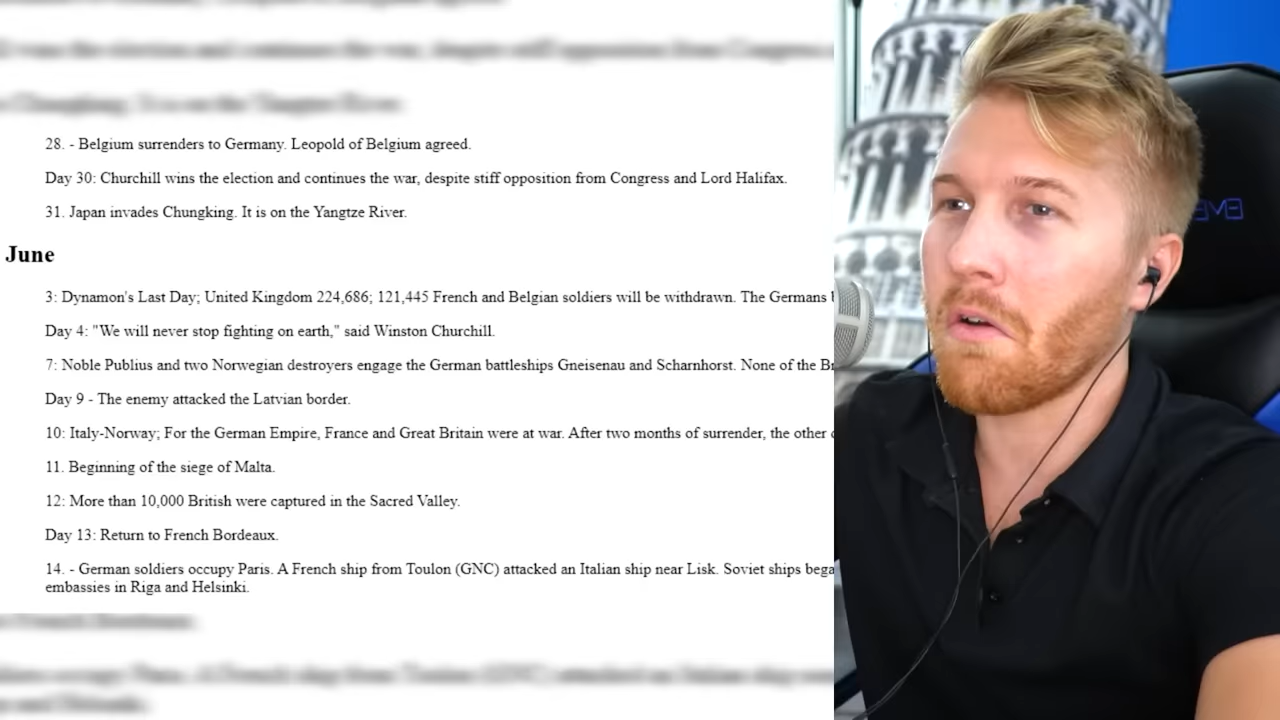 28. - Belgium surrenders to Germany. Leopold of Belgium agreed.
Day 30: Churchill wins the election and continues the war, despite stiff opposition from Congress and Lord Halifax.
31. Japan invades Chungking. It is on the Yangtze River.
June
3: Dynamon's Last Day; United Kingdom 224,686; 121,445 French and Belgian soldiers will be withdrawn. The Germans
Day 4: "We will never stop fighting on earth," said Winston Churchill.
7: Noble Publius and two Norwegian destroyers engage the German battleships Gneisenau and Scharnhorst. None of the Br
Day 9 - The enemy attacked the Latvian border.
10: Italy-Norway; For the German Empire, France and Great Britain were at war. After two months of surrender, the other
11. Beginning of the siege of Malta.
12: More than 10,000 British were captured in the Sacred Valley.
Day 13: Return to French Bordeaux.
14. - German soldiers occupy Paris. A French ship from Toulon (GNC) attacked an Italian ship near Lisk. Soviet ships bega
embassies in Riga and Helsinki.